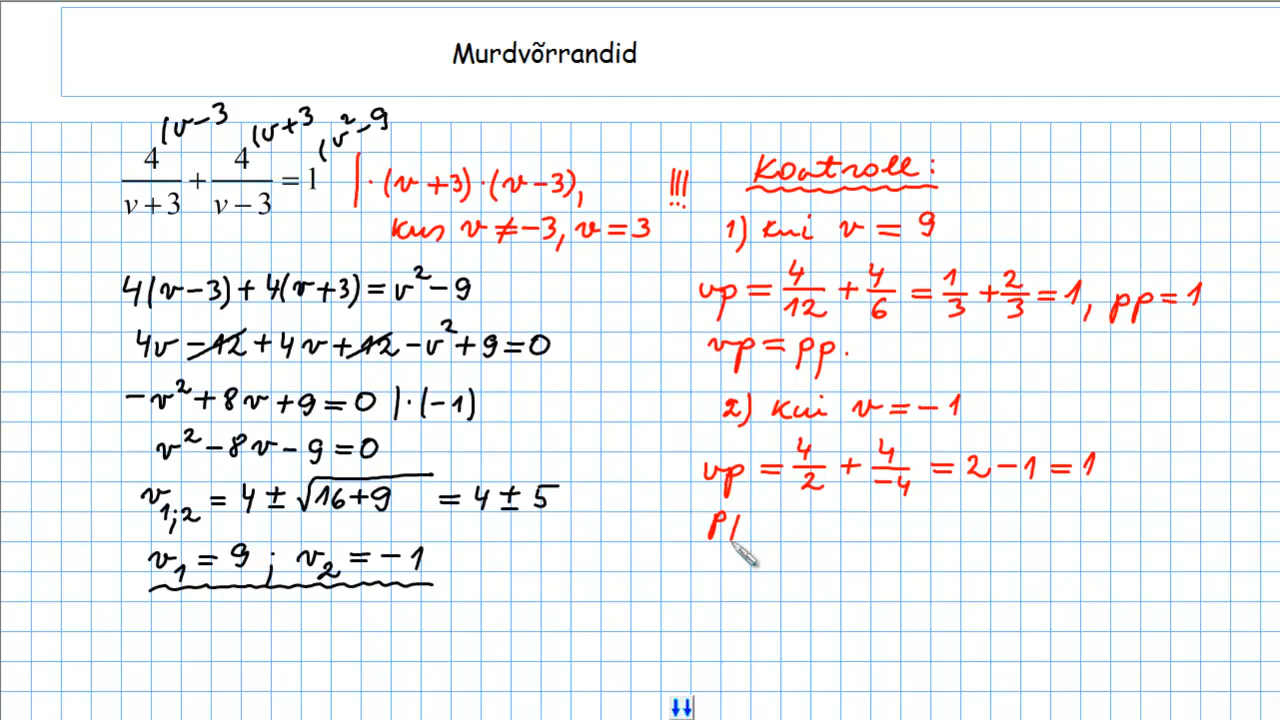 Murdvõrrandid
4(v-3 4(v+3 (v²-9
4/(v+3) + 4/(v-3) = 1 | · (v+3) · (v-3), !!!
kus v ≠ -3, v = 3
4(v-3) + 4(v+3) = v² - 9
4v - 12 + 4v + 12 - v² + 9 = 0
-v² + 8v + 9 = 0 | · (-1)
v² - 8v - 9 = 0
v1;2 = 4 ± √(16+9) = 4 ± 5
v1 = 9 ; v2 = -1
Kontroll:
1) kui v = 9
vp = 4/12 + 4/6 = 1/3 + 2/3 = 1, pp = 1
vp = pp.
2) kui v = -1
vp = 4/2 + 4/-4 = 2 - 1 = 1
p